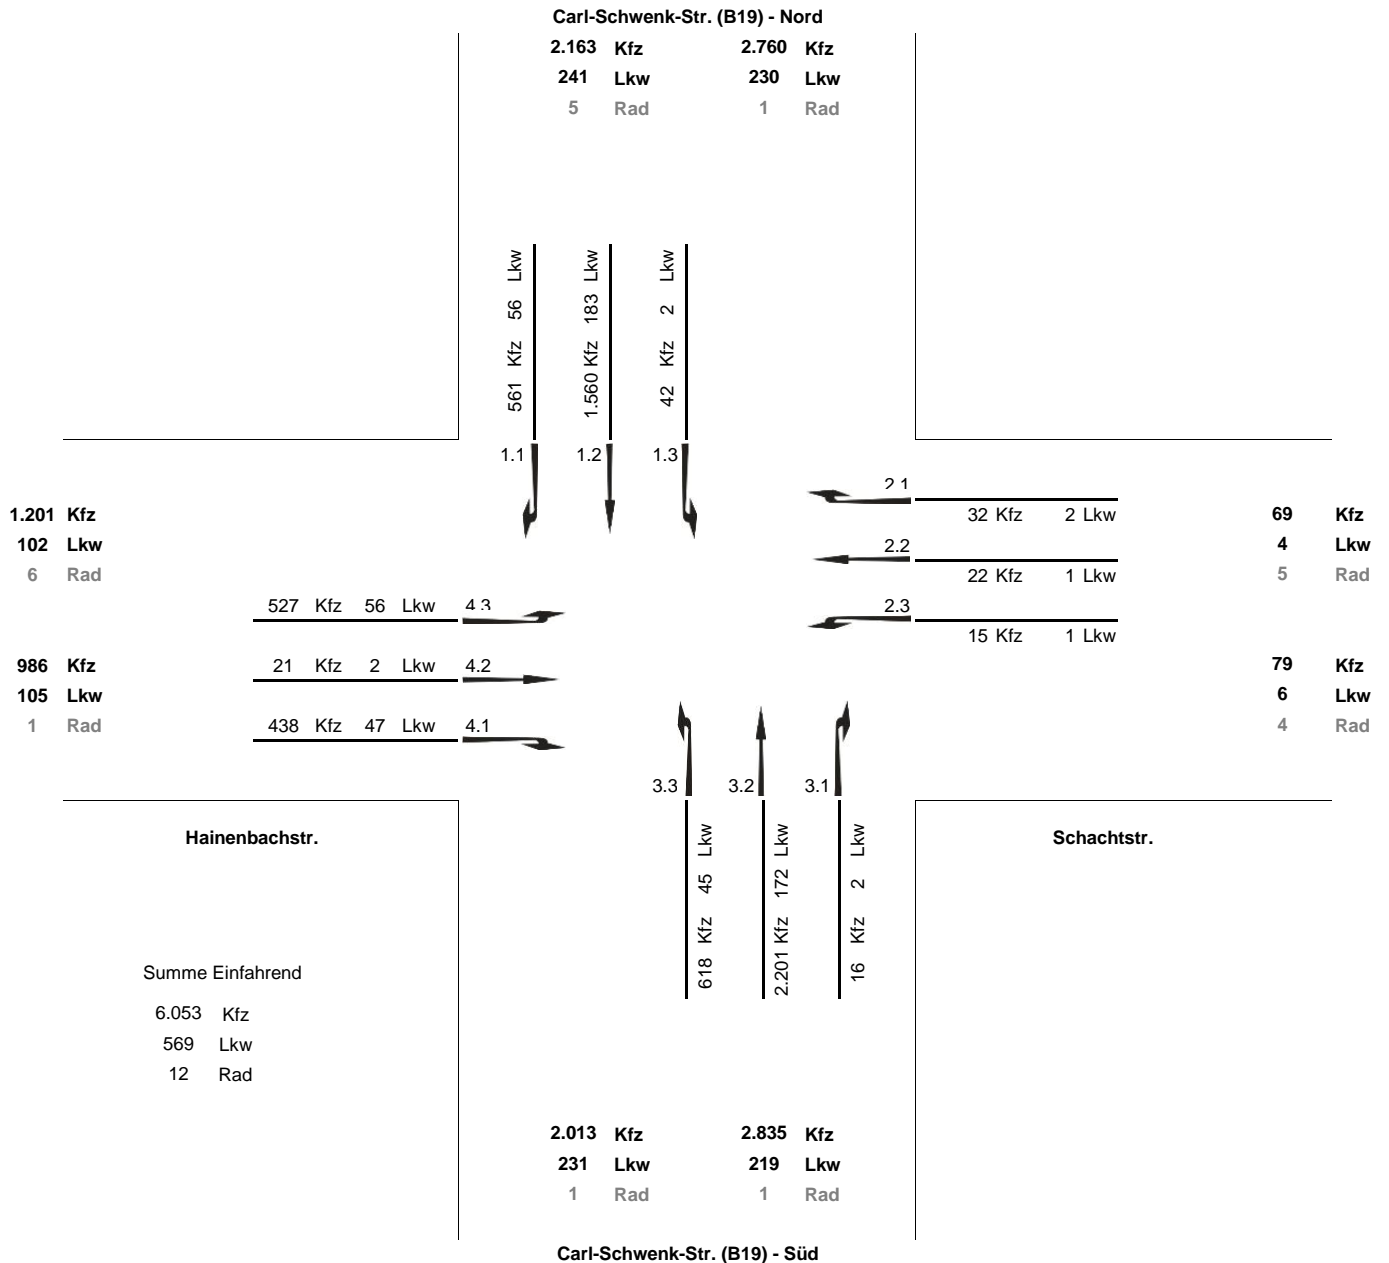 Carl-Schwenk-Str. (B19) - Nord
2.163 Kfz 2.760 Kfz
241 Lkw 230 Lkw
5 Rad 1 Rad
561 Kfz 56 Lkw
1.560 Kfz 183 Lkw
42 Kfz 2 Lkw
1.1 1.2 1.3
2.1
32 Kfz 2 Lkw
2.2
22 Kfz 1 Lkw
2.3
15 Kfz 1 Lkw
1.201 Kfz
102 Lkw
6 Rad
69 Kfz
4 Lkw
5 Rad
527 Kfz 56 Lkw 4.3
21 Kfz 2 Lkw 4.2
438 Kfz 47 Lkw 4.1
986 Kfz
105 Lkw
1 Rad
79 Kfz
6 Lkw
4 Rad
3.3 3.2 3.1
618 Kfz 45 Lkw
2.201 Kfz 172 Lkw
16 Kfz 2 Lkw
Hainenbachstr.
Schachtstr.
Summe Einfahrend
6.053 Kfz
569 Lkw
12 Rad
2.013 Kfz 2.835 Kfz
231 Lkw 219 Lkw
1 Rad 1 Rad
Carl-Schwenk-Str. (B19) - Süd